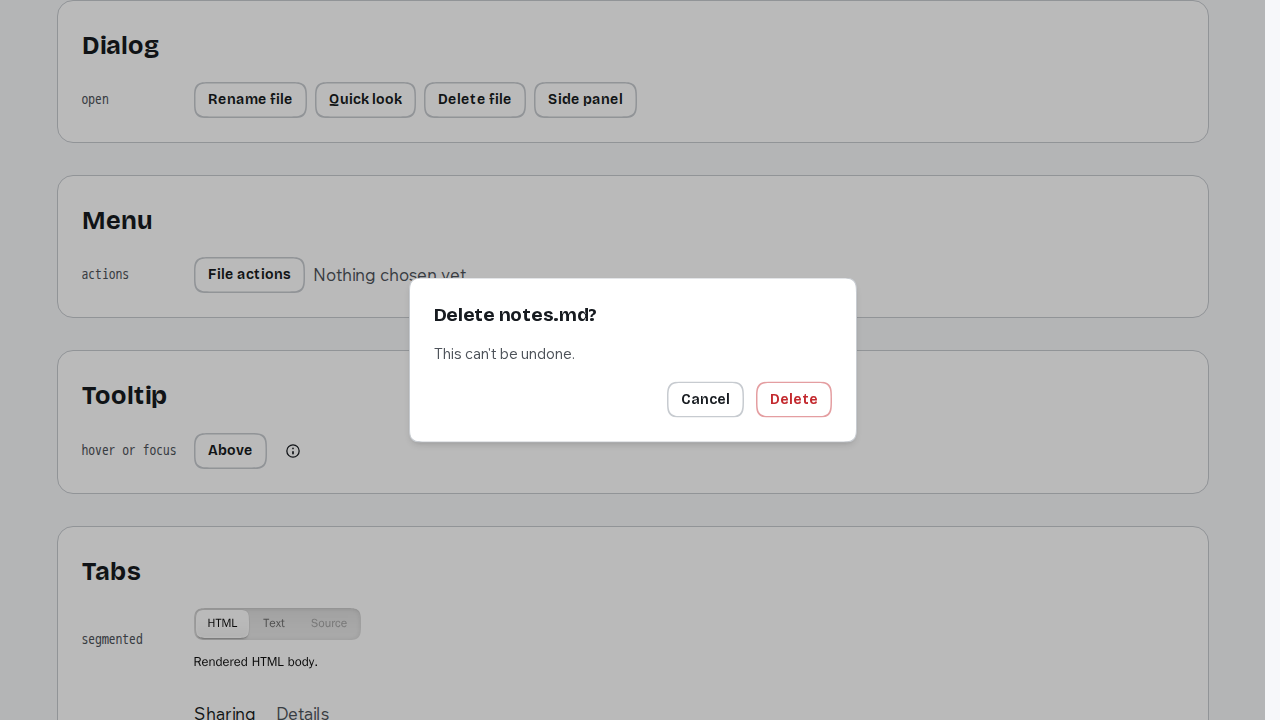 Dialog
open Rename file Quick look Delete file Side panel
Menu
actions File actions Nothing chosen yet
Delete notes.md?
This can't be undone.
Cancel Delete
Tooltip
hover or focus Above
Tabs
HTML Text Source
segmented
Rendered HTML body.
Sharing Details